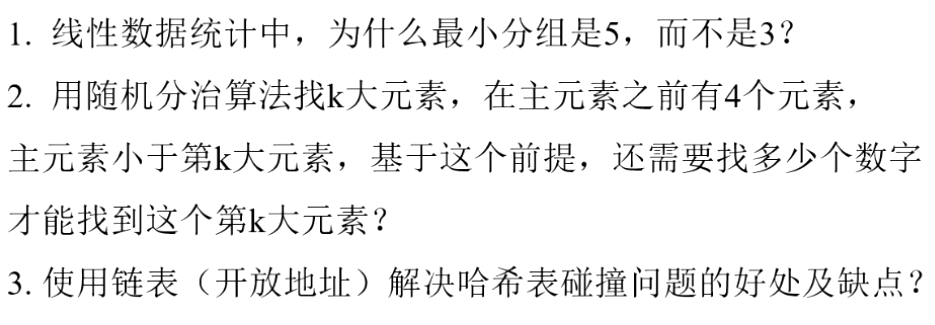 1. 线性数据统计中，为什么最小分组是5，而不是3？
2. 用随机分治算法找k大元素，在主元素之前有4个元素，
主元素小于第k大元素，基于这个前提，还需要找多少个数字
才能找到这个第k大元素？
3. 使用链表（开放地址）解决哈希表碰撞问题的好处及缺点？